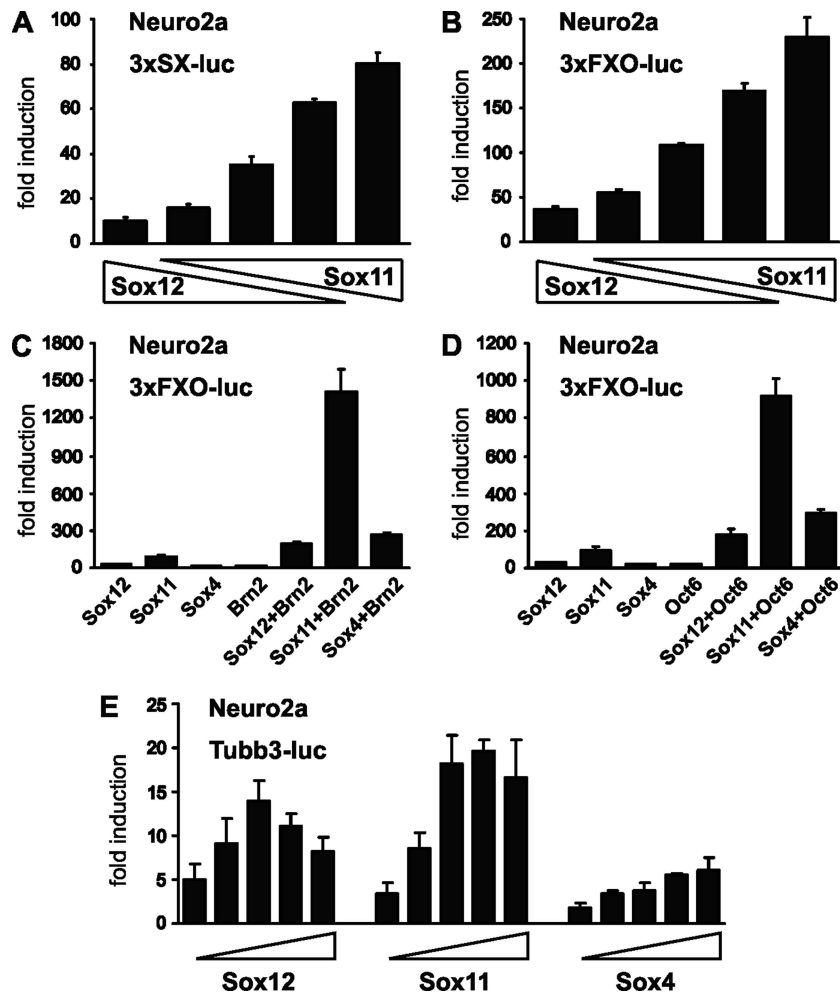 A
Neuro2a
3xSX-luc
fold induction
100
80
60
40
20
0
Sox12
Sox11
B
Neuro2a
3xFXO-luc
fold induction
250
200
150
100
50
0
Sox12
Sox11
C
Neuro2a
3xFXO-luc
fold induction
1800
1500
1200
900
600
300
0
Sox12
Sox11
Sox4
Brn2
Sox12+Brn2
Sox11+Brn2
Sox4+Brn2
D
Neuro2a
3xFXO-luc
fold induction
1200
1000
800
600
400
200
0
Sox12
Sox11
Sox4
Oct6
Sox12+Oct6
Sox11+Oct6
Sox4+Oct6
E
Neuro2a
Tubb3-luc
fold induction
25
20
15
10
5
0
Sox12
Sox11
Sox4